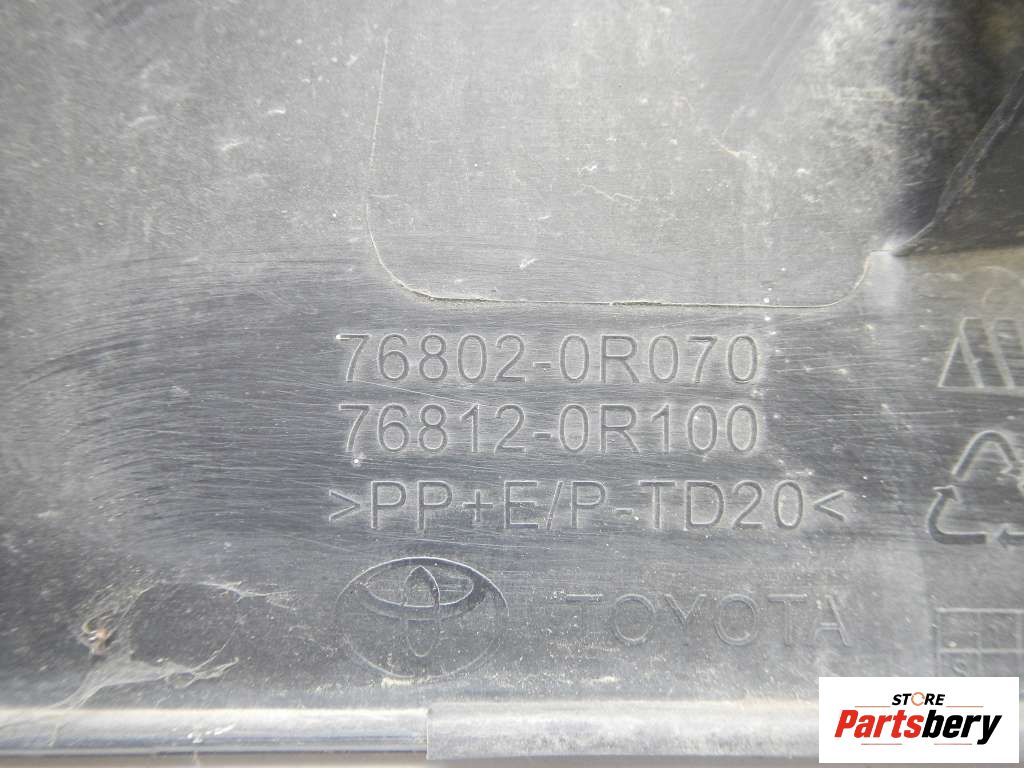 76802-0R070
76812-0R100
>PP+E/P-TD20<
TOYOTA
STORE
Partsbery